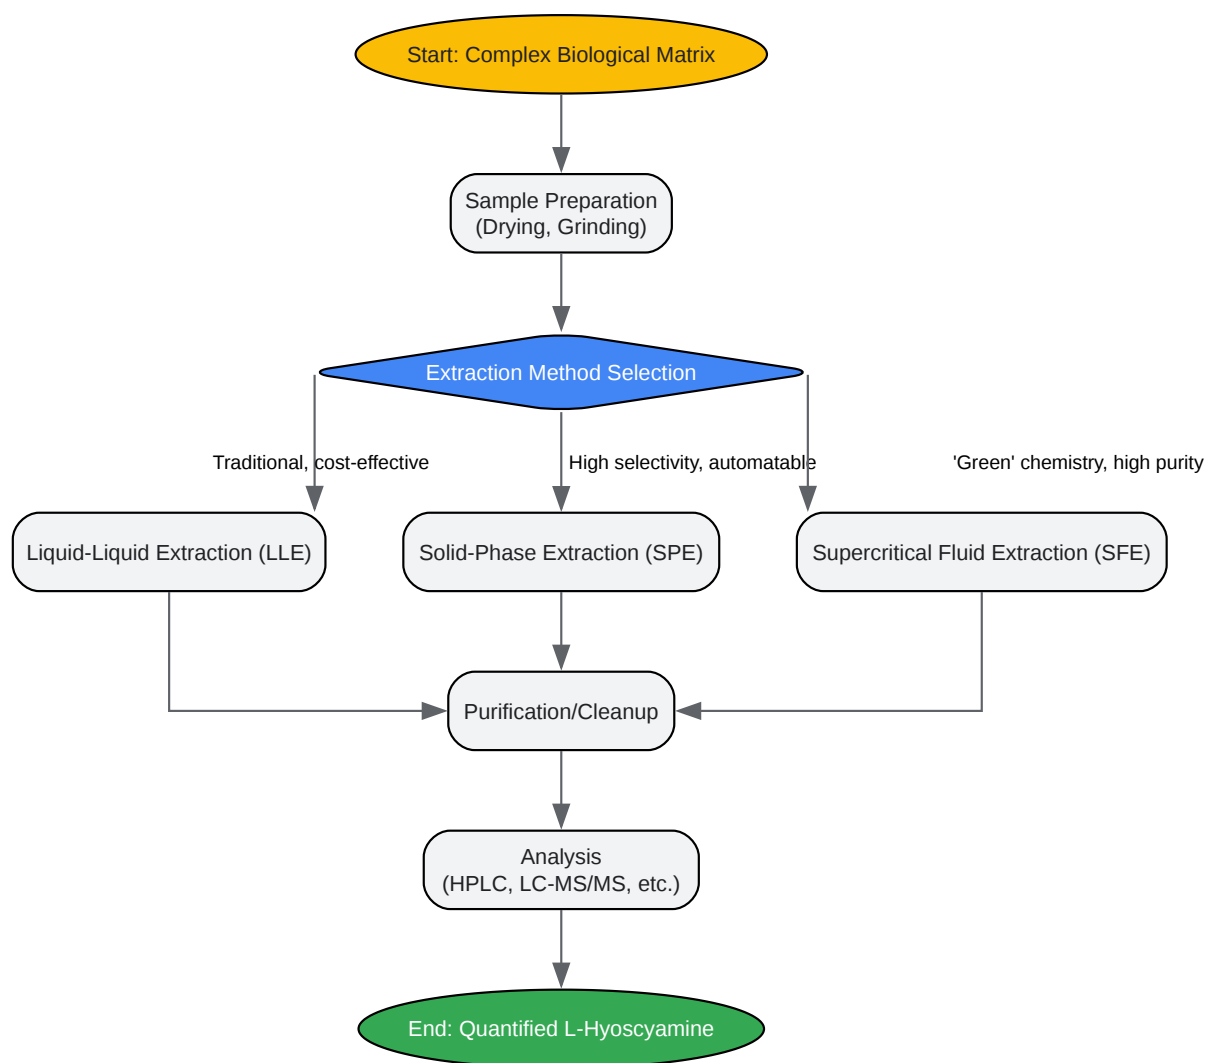 Start: Complex Biological Matrix
Sample Preparation
(Drying, Grinding)
Extraction Method Selection
Traditional, cost-effective
High selectivity, automatable
'Green' chemistry, high purity
Liquid-Liquid Extraction (LLE)
Solid-Phase Extraction (SPE)
Supercritical Fluid Extraction (SFE)
Purification/Cleanup
Analysis
(HPLC, LC-MS/MS, etc.)
End: Quantified L-Hyoscyamine